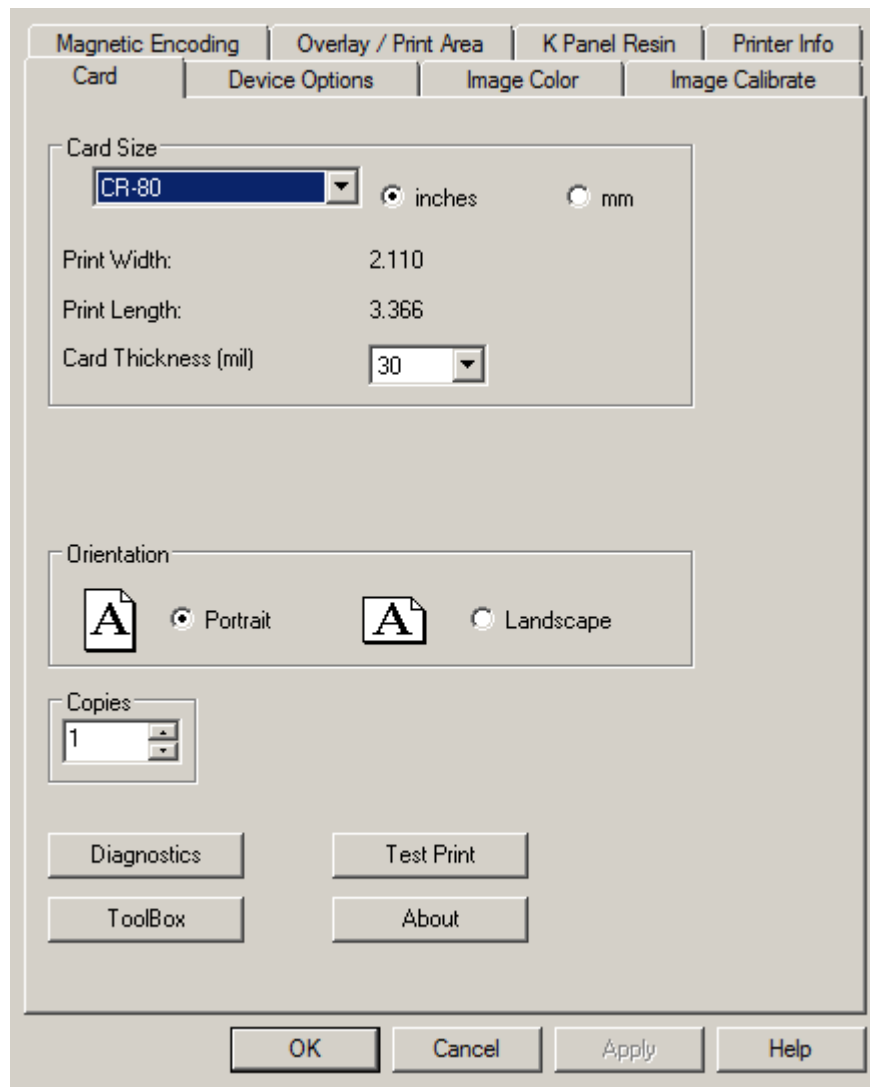 Magnetic Encoding Overlay / Print Area K Panel Resin Printer Info
Card Device Options Image Color Image Calibrate
Card Size
CR-80 inches mm
Print Width: 2.110
Print Length: 3.366
Card Thickness (mil) 30
Orientation
A Portrait A Landscape
Copies
1
Diagnostics Test Print
ToolBox About
OK Cancel Apply Help